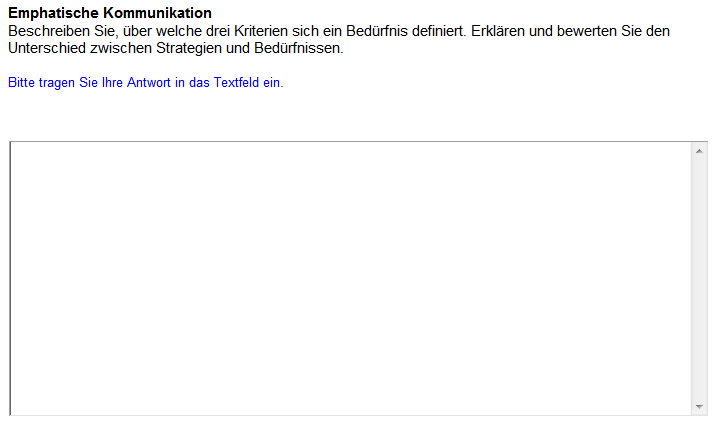 Emphatische Kommunikation
Beschreiben Sie, über welche drei Kriterien sich ein Bedürfnis definiert. Erklären und bewerten Sie den
Unterschied zwischen Strategien und Bedürfnissen.
Bitte tragen Sie Ihre Antwort in das Textfeld ein.